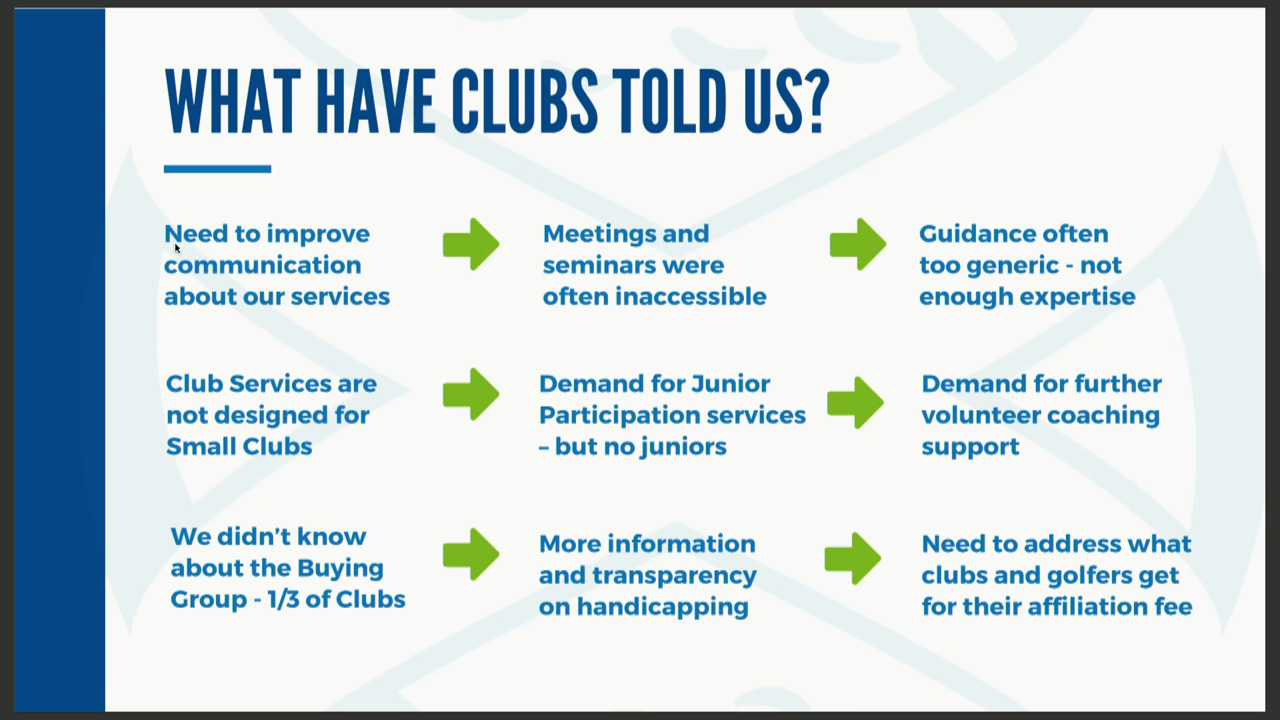 WHAT HAVE CLUBS TOLD US?
Need to improve
communication
about our services
Meetings and
seminars were
often inaccessible
Guidance often
too generic - not
enough expertise
Club Services are
not designed for
Small Clubs
Demand for Junior
Participation services
– but no juniors
Demand for further
volunteer coaching
support
We didn’t know
about the Buying
Group - 1/3 of Clubs
More information
and transparency
on handicapping
Need to address what
clubs and golfers get
for their affiliation fee